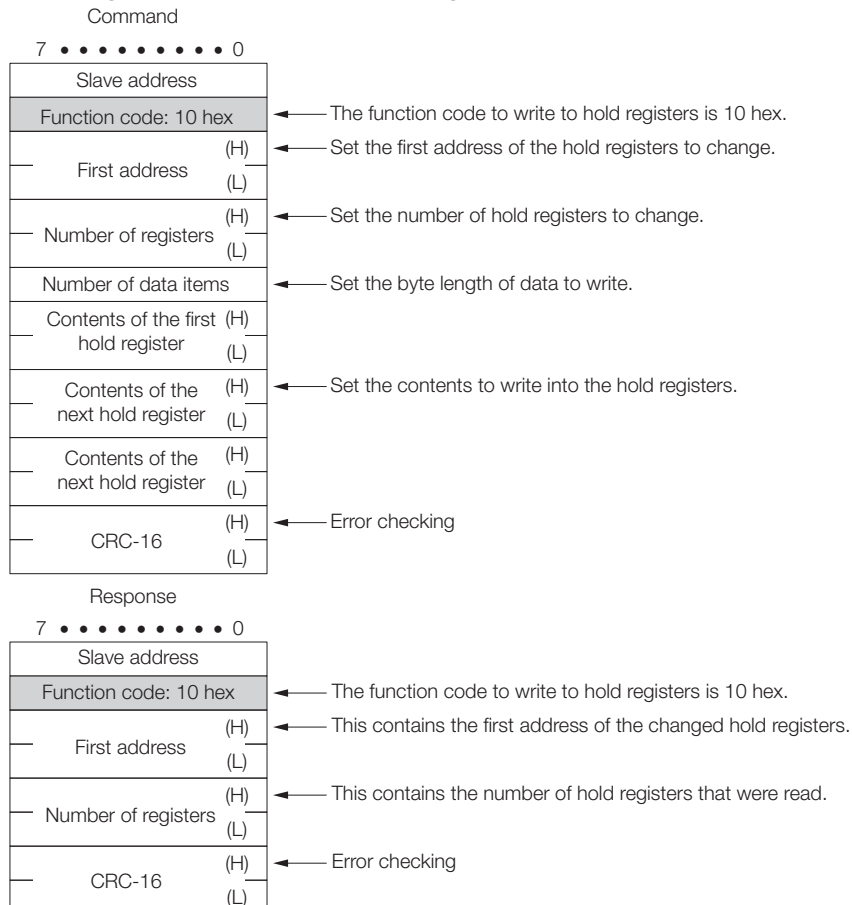 Command
7 • • • • • • • • • 0
Slave address
Function code: 10 hex
The function code to write to hold registers is 10 hex.
First address
(H)
(L)
Set the first address of the hold registers to change.
Number of registers
(H)
(L)
Set the number of hold registers to change.
Number of data items
Set the byte length of data to write.
Contents of the first
hold register
(H)
(L)
Contents of the
next hold register
(H)
(L)
Set the contents to write into the hold registers.
Contents of the
next hold register
(H)
(L)
CRC-16
(H)
(L)
Error checking
Response
7 • • • • • • • • • 0
Slave address
Function code: 10 hex
The function code to write to hold registers is 10 hex.
First address
(H)
(L)
This contains the first address of the changed hold registers.
Number of registers
(H)
(L)
This contains the number of hold registers that were read.
CRC-16
(H)
(L)
Error checking